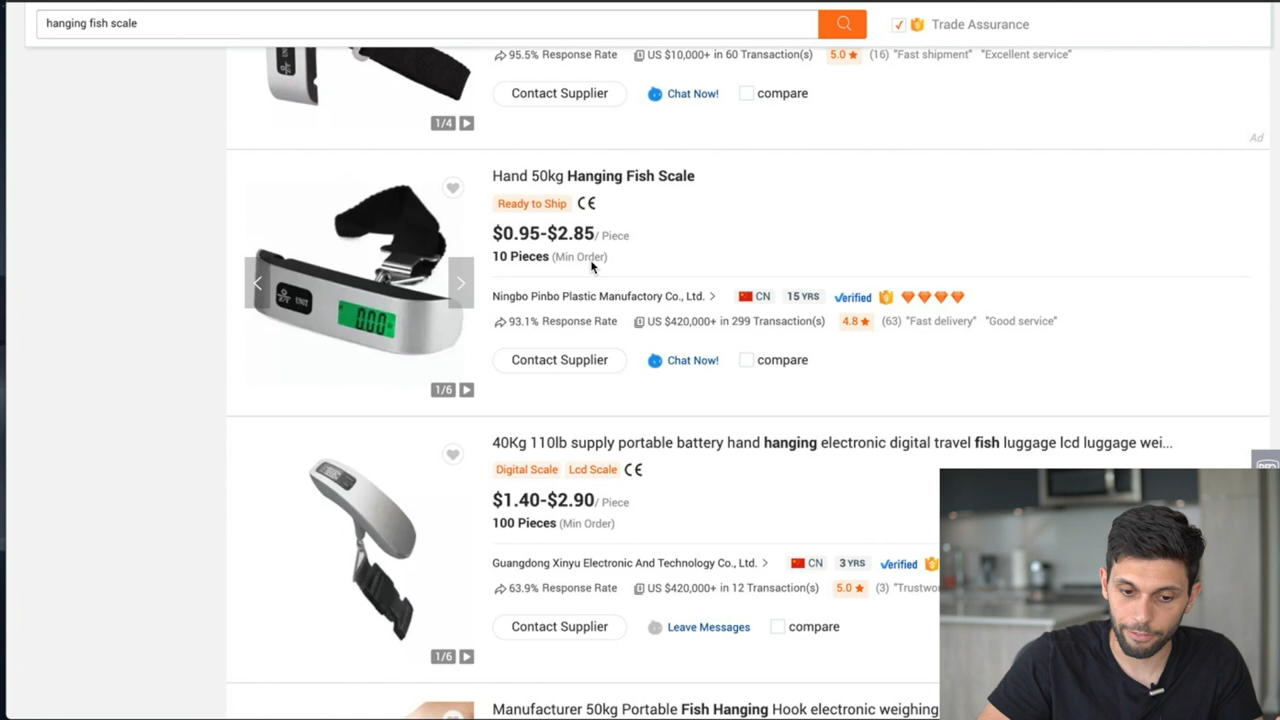 hanging fish scale
Trade Assurance
95.5% Response Rate US $10,000+ in 60 Transaction(s) 5.0 ★ (16) "Fast shipment" "Excellent service"
Contact Supplier Chat Now! compare
1/4
Ad
Hand 50kg Hanging Fish Scale
Ready to Ship CE
$0.95-$2.85 / Piece
10 Pieces (Min Order)
UNIT
0.00
Ningbo Pinbo Plastic Manufactory Co., Ltd. > CN 15 YRS Verified
93.1% Response Rate US $420,000+ in 299 Transaction(s) 4.8 ★ (63) "Fast delivery" "Good service"
Contact Supplier Chat Now! compare
1/6
40Kg 110lb supply portable battery hand hanging electronic digital travel fish luggage lcd luggage wei...
Digital Scale Lcd Scale CE
$1.40-$2.90 / Piece
100 Pieces (Min Order)
Guangdong Xinyu Electronic And Technology Co., Ltd. > CN 3 YRS Verified
63.9% Response Rate US $420,000+ in 12 Transaction(s) 5.0 ★ (3) "Trustwor
Contact Supplier Leave Messages compare
1/6
Manufacturer 50kg Portable Fish Hanging Hook electronic weighing